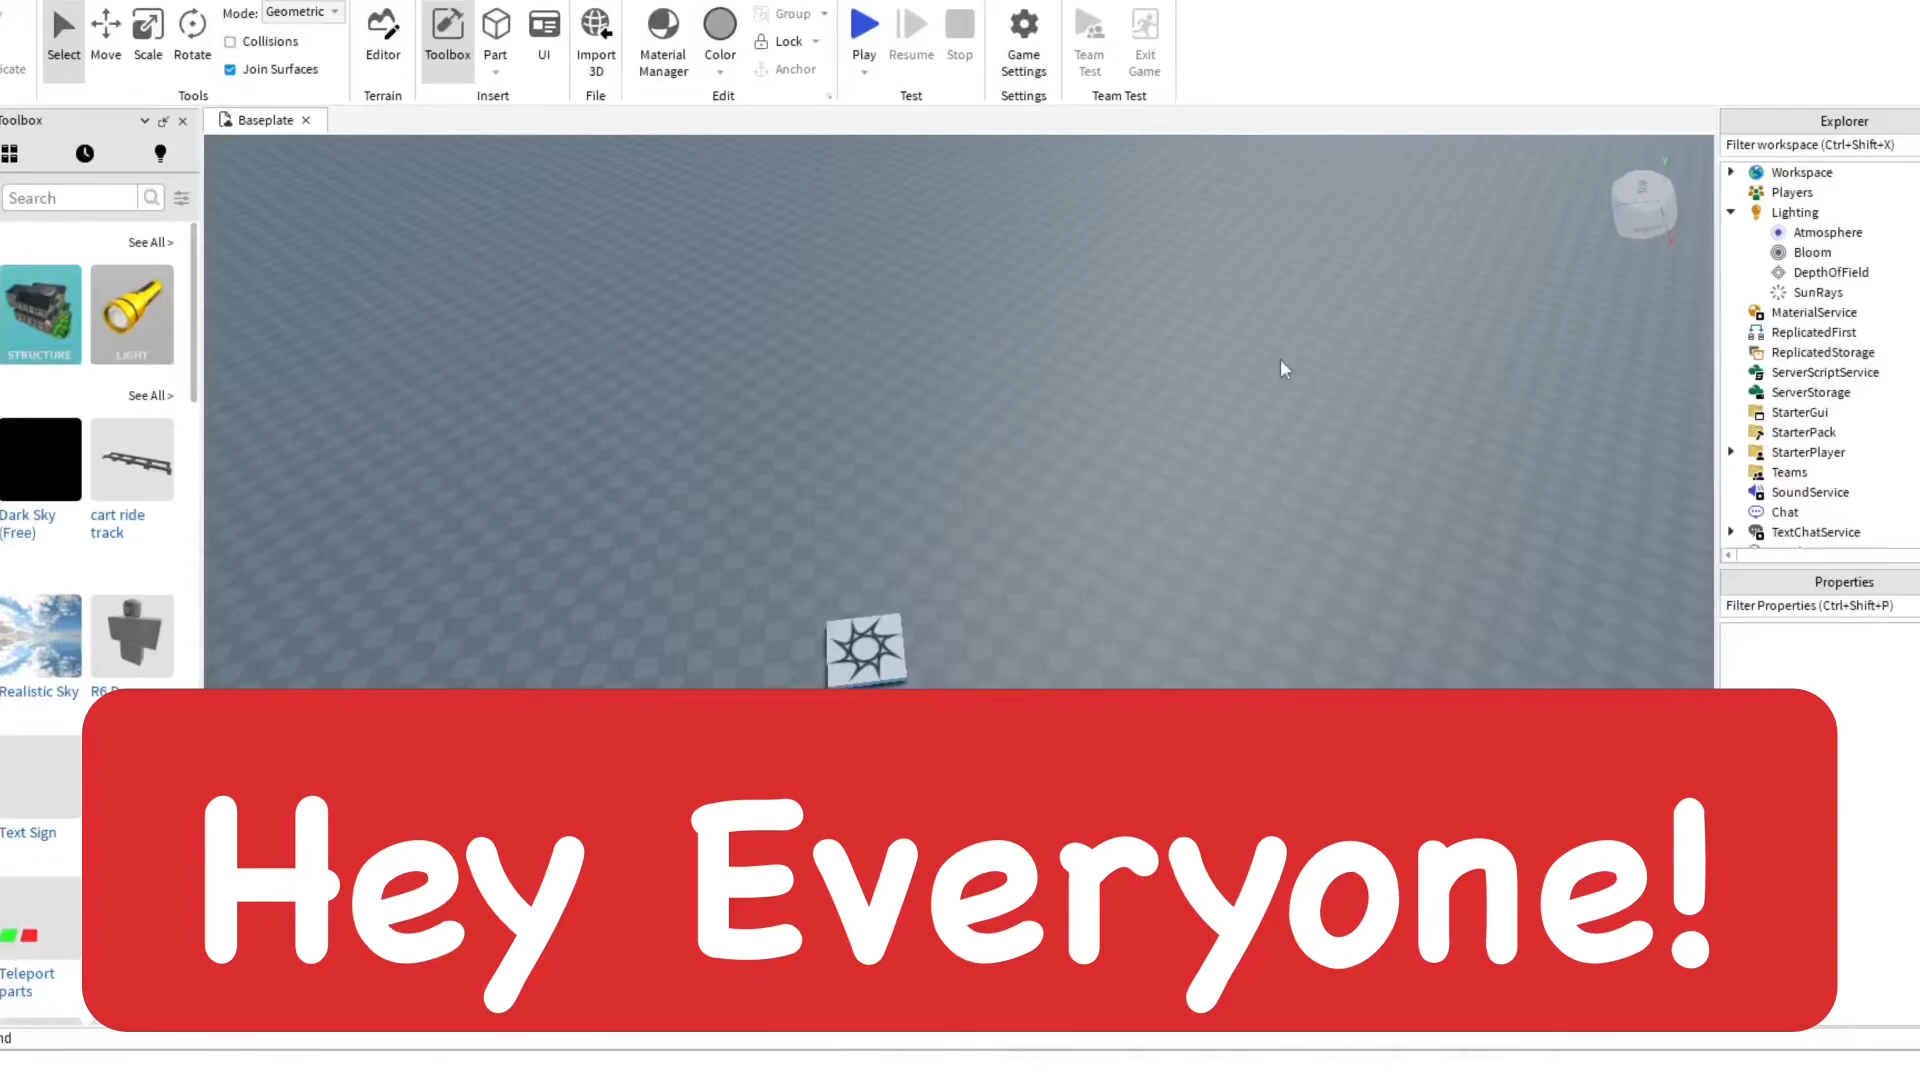 icate
Select
Move
Scale
Rotate
Mode: Geometric
Collisions
Join Surfaces
Tools
Editor
Terrain
Toolbox
Part
UI
Insert
Import 3D
File
Material Manager
Color
Group
Lock
Anchor
Edit
Play
Resume
Stop
Test
Game Settings
Settings
Team Test
Exit Game
Team Test
Toolbox
Search
See All >
STRUCTURE
LIGHT
See All >
Dark Sky (Free)
cart ride track
Realistic Sky
R6
Text Sign
Teleport parts
nd
Baseplate
Explorer
Filter workspace (Ctrl+Shift+X)
Workspace
Players
Lighting
Atmosphere
Bloom
DepthOfField
SunRays
MaterialService
ReplicatedFirst
ReplicatedStorage
ServerScriptService
ServerStorage
StarterGui
StarterPack
StarterPlayer
Teams
SoundService
Chat
TextChatService
Properties
Filter Properties (Ctrl+Shift+P)
Hey Everyone!